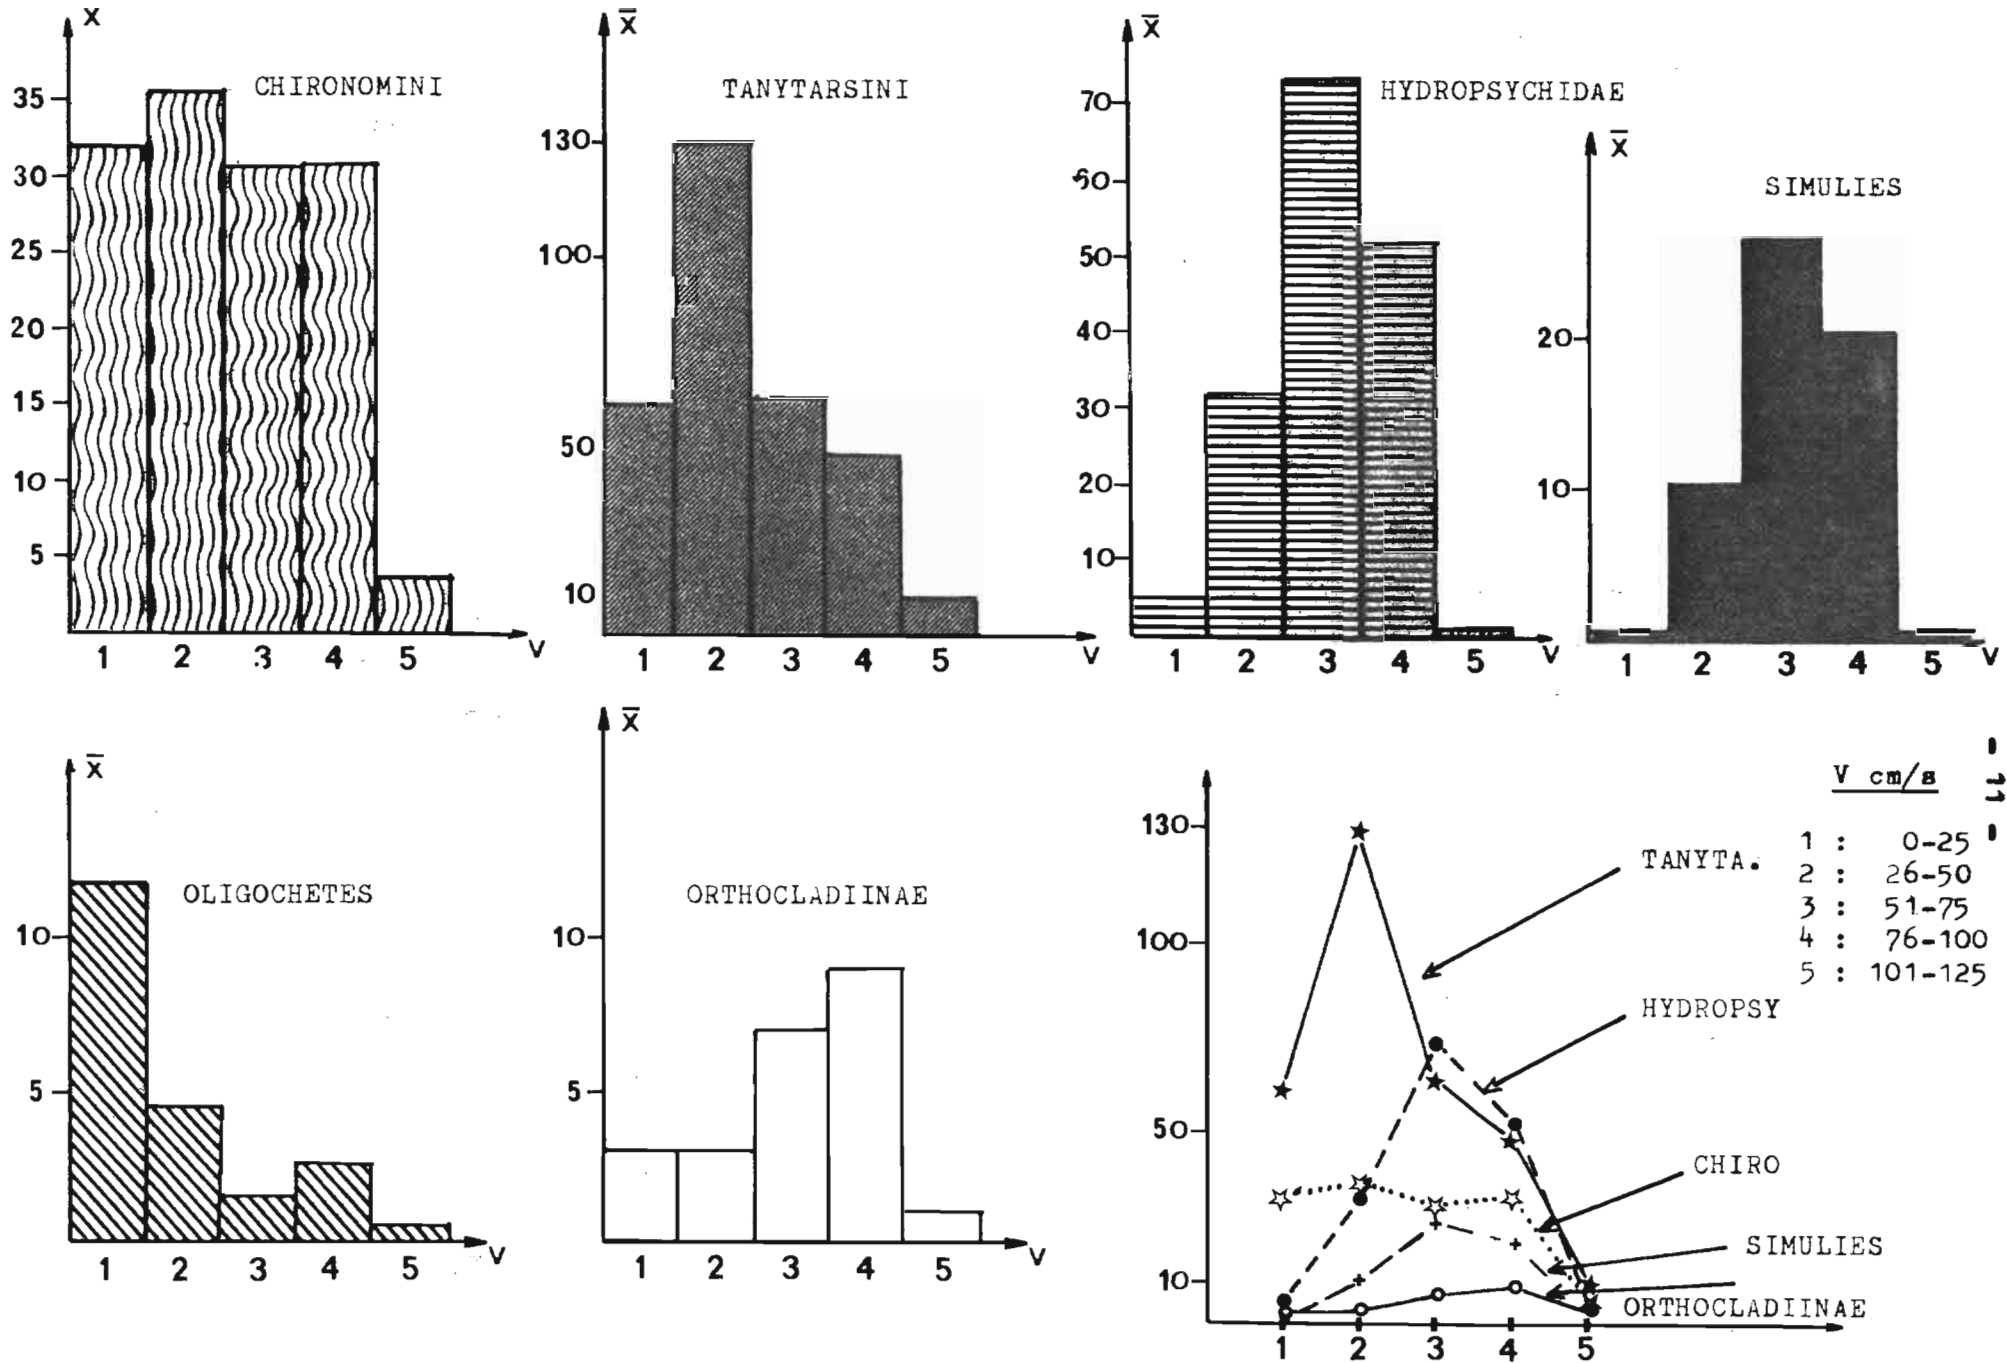 X
CHIRONOMINI
35
30
25
20
15
10
5
1 2 3 4 5 V
X̄
TANYTARSINI
130
100
50
10
1 2 3 4 5 V
X̄
HYDROPSYCHIDAE
70
60
50
40
30
20
10
1 2 3 4 5 V
X̄
SIMULIES
20
10
1 2 3 4 5 V
X̄
OLIGOCHETES
10
5
1 2 3 4 5 V
X̄
ORTHOCLADIINAE
10
5
1 2 3 4 5 V
130
100
50
10
1 2 3 4 5
TANYTA.
HYDROPSY
CHIRO
SIMULIES
ORTHOCLADIINAE
V cm/s
1 : 0-25
2 : 26-50
3 : 51-75
4 : 76-100
5 : 101-125
- 11 -